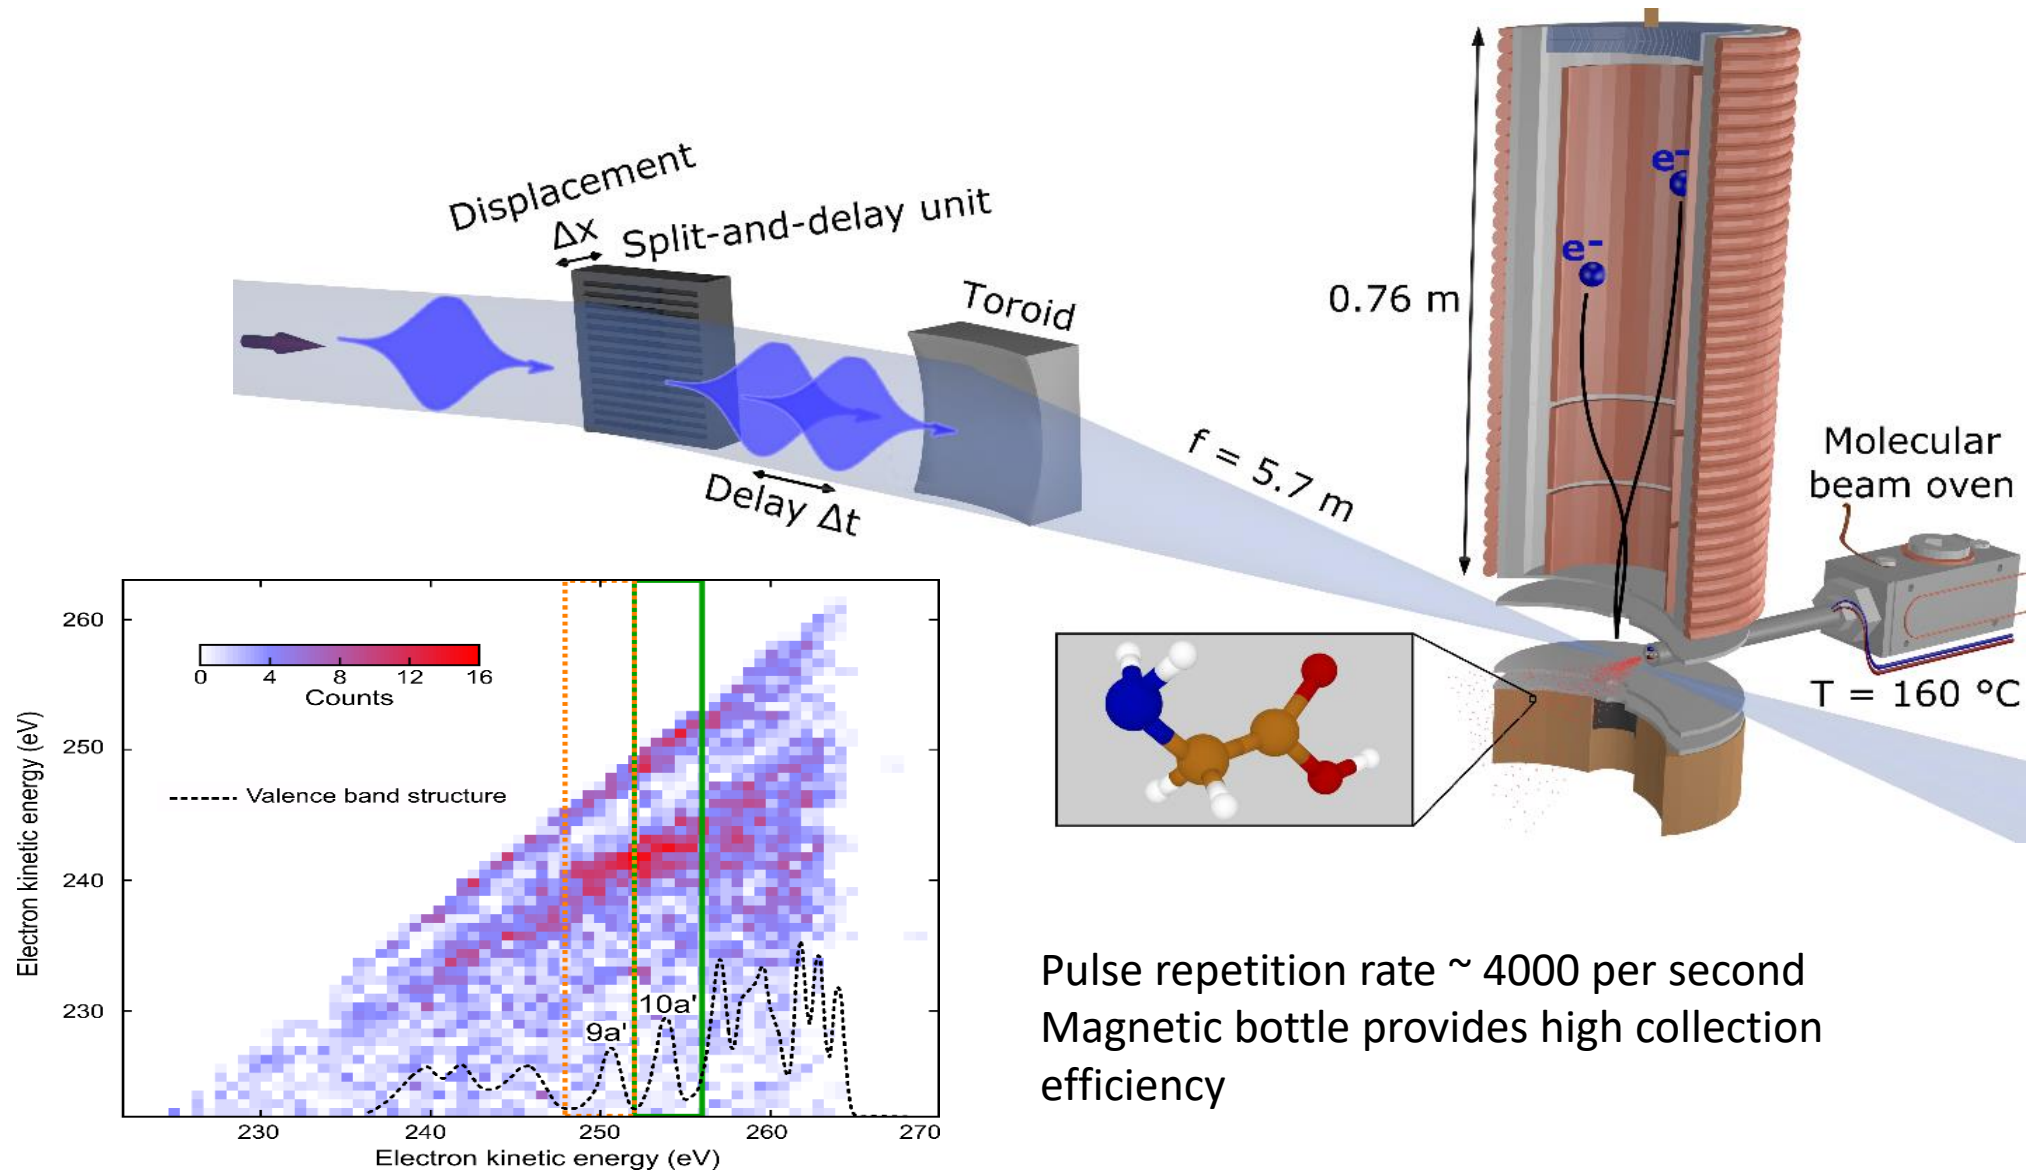 Displacement
Δx
Split-and-delay unit
Toroid
Delay Δt
f = 5.7 m
0.76 m
e-
e-
Molecular
beam oven
T = 160 °C
Electron kinetic energy (eV)
260
250
240
230
0 4 8 12 16
Counts
Valence band structure
9a'
10a'
230 240 250 260 270
Electron kinetic energy (eV)
Pulse repetition rate ~ 4000 per second
Magnetic bottle provides high collection
efficiency